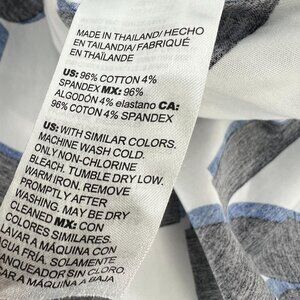 MADE IN THAILAND/ HECHO
EN TAILANDIA/ FABRIQUÉ
EN THAÏLANDE
US: 96% COTTON 4%
SPANDEX MX: 96%
ALGODÓN 4% elastano CA:
96% COTON 4% SPANDEX
US: WITH SIMILAR COLORS.
MACHINE WASH COLD.
ONLY NON-CHLORINE
BLEACH. TUMBLE DRY LOW.
WARM IRON. REMOVE
PROMPTLY AFTER
WASHING. MAY BE DRY
CLEANED MX: CON
COLORES SIMILARES.
LAVAR A MÁQUINA CON
AGUA FRÍA. SOLAMENTE
BLANQUEADOR SIN CLORO.
SECAR A MÁQUINA A BAJA